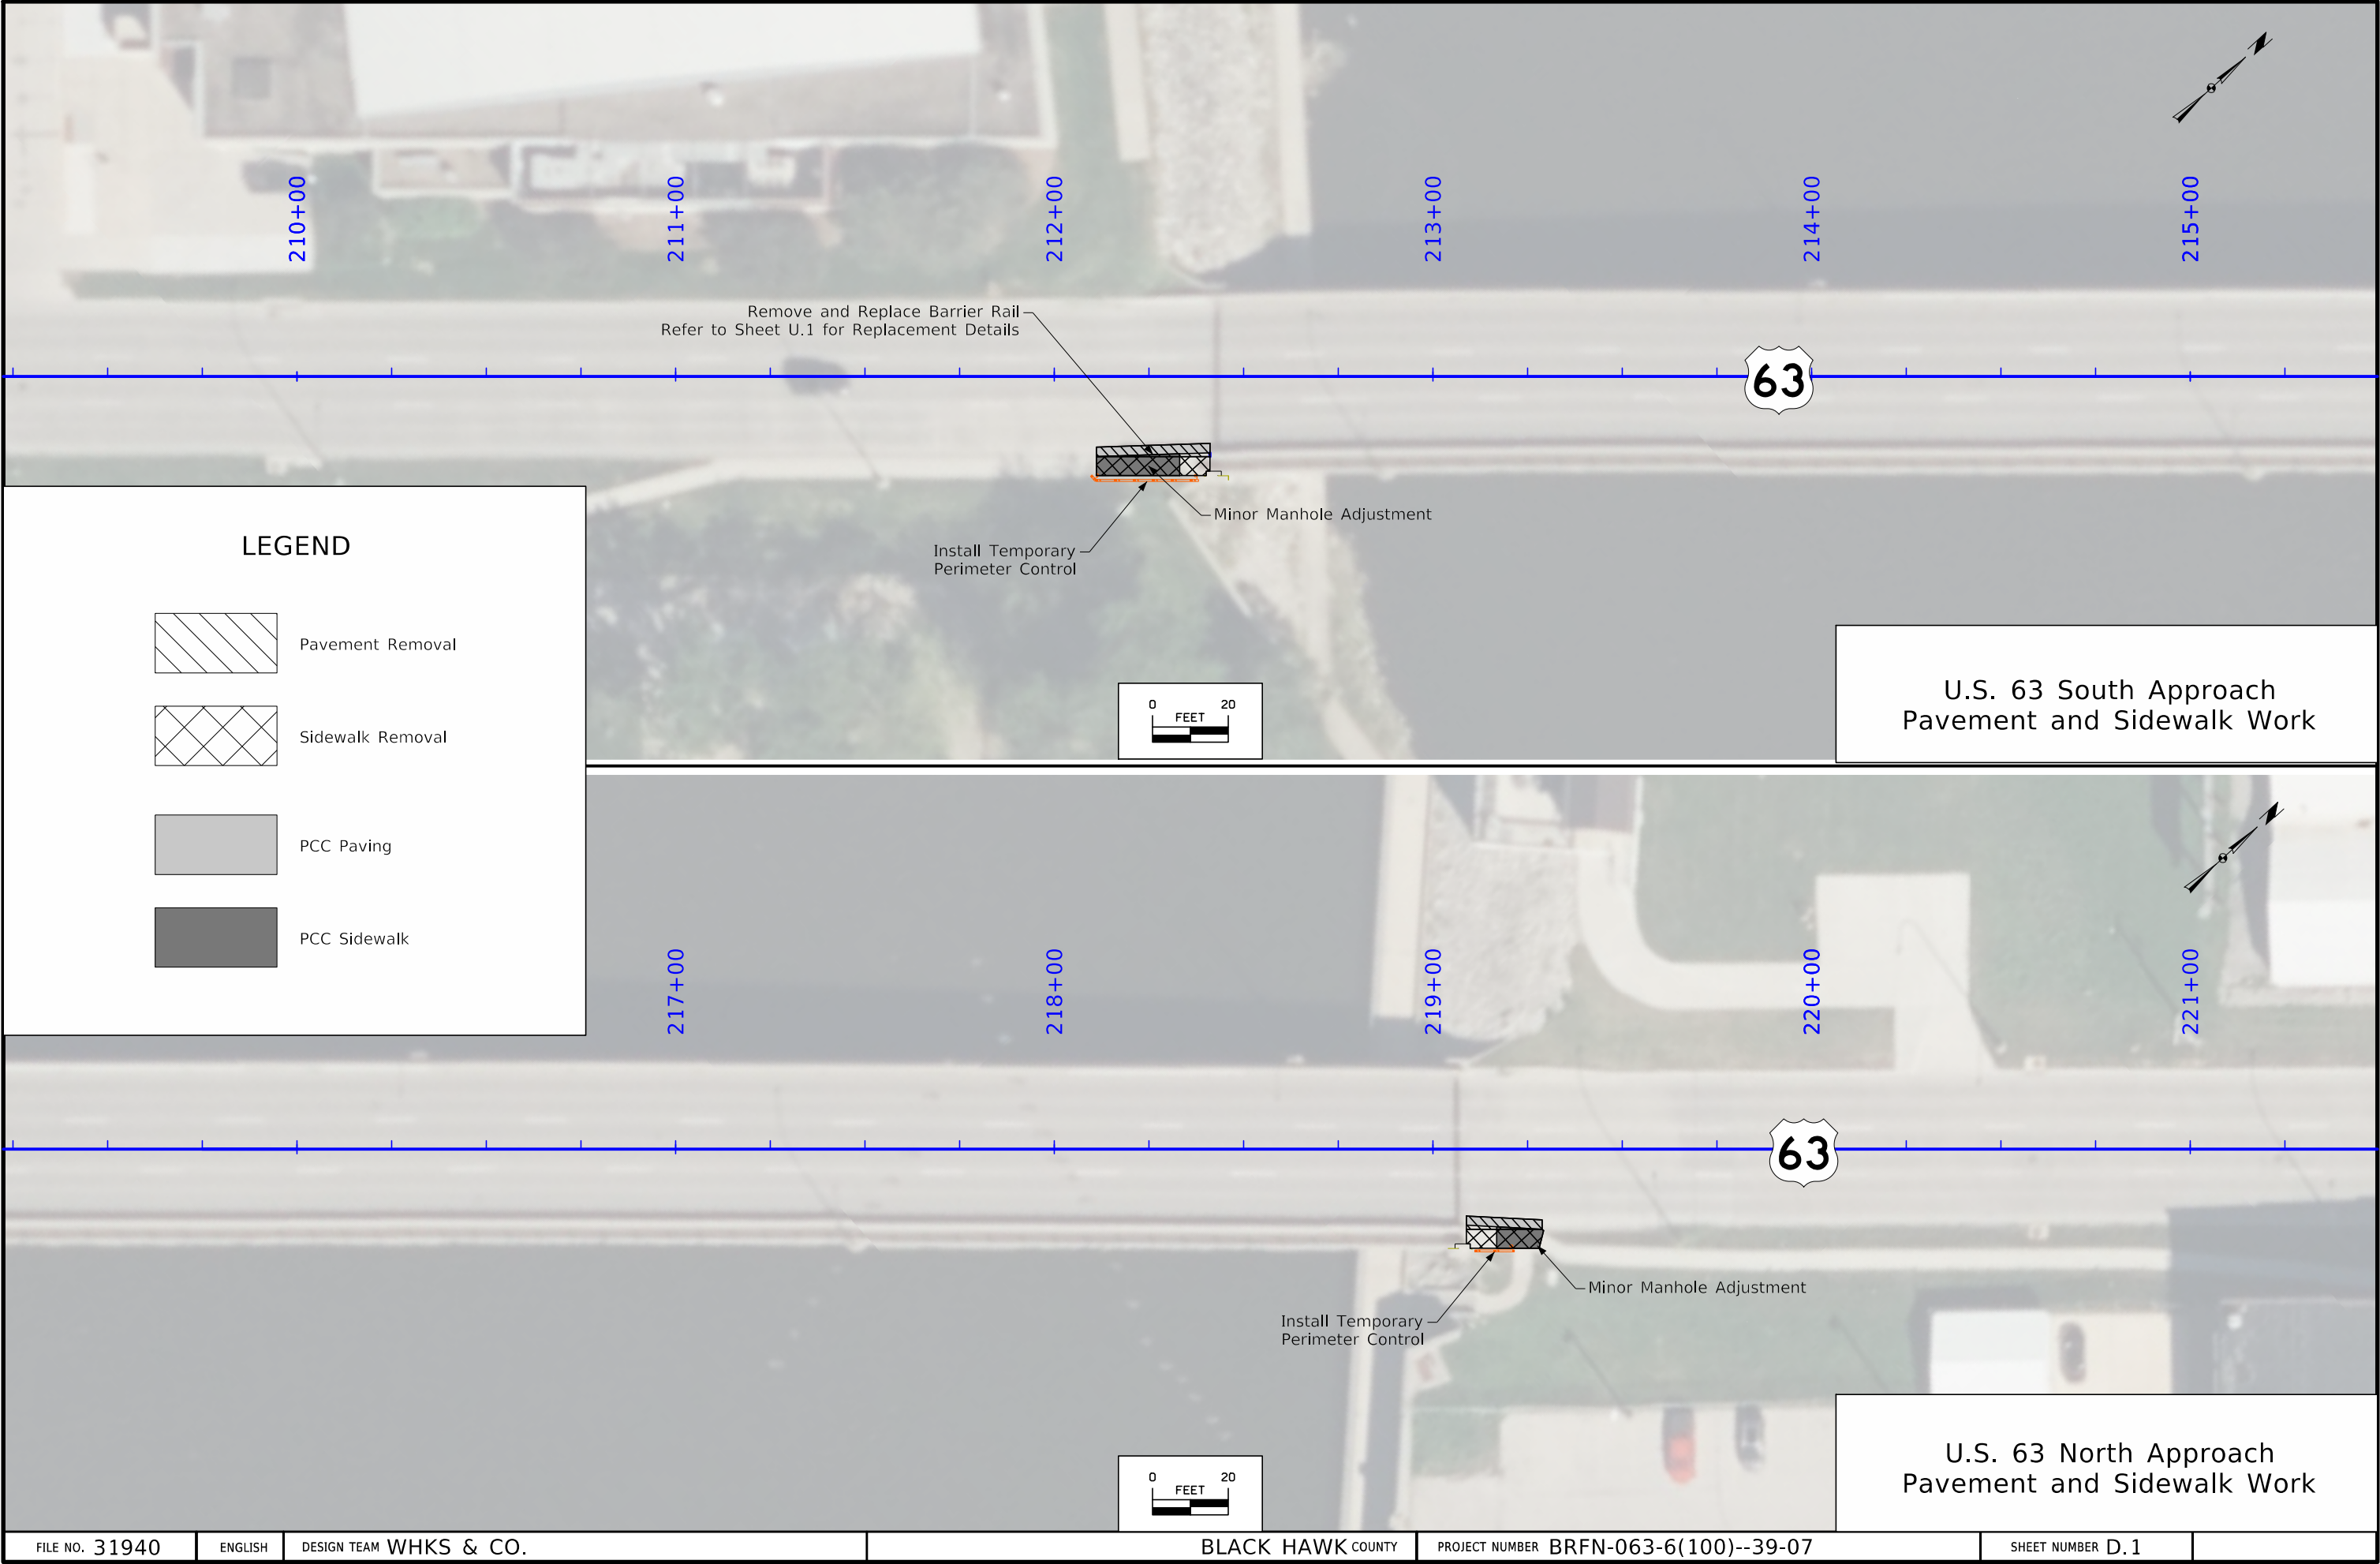 210+00
211+00
212+00
213+00
214+00
215+00
Remove and Replace Barrier Rail
Refer to Sheet U.1 for Replacement Details
63
Minor Manhole Adjustment
Install Temporary
Perimeter Control
LEGEND
Pavement Removal
Sidewalk Removal
PCC Paving
PCC Sidewalk
0 20
FEET
U.S. 63 South Approach
Pavement and Sidewalk Work
217+00
218+00
219+00
220+00
221+00
63
Minor Manhole Adjustment
Install Temporary
Perimeter Control
0 20
FEET
U.S. 63 North Approach
Pavement and Sidewalk Work
FILE NO. 31940 ENGLISH DESIGN TEAM WHKS & CO. BLACK HAWK COUNTY PROJECT NUMBER BRFN-063-6(100)--39-07 SHEET NUMBER D.1